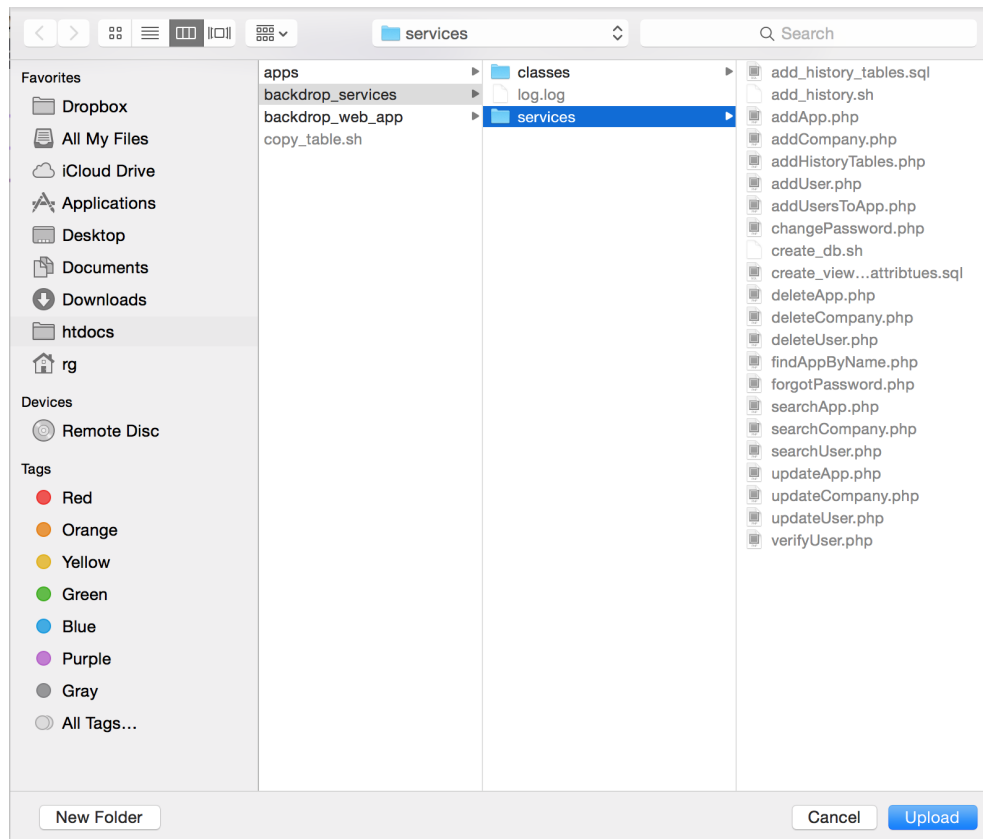 services
Search
Favorites
Dropbox
All My Files
iCloud Drive
Applications
Desktop
Documents
Downloads
htdocs
rg
Devices
Remote Disc
Tags
Red
Orange
Yellow
Green
Blue
Purple
Gray
All Tags…
apps
backdrop_services
backdrop_web_app
copy_table.sh
classes
log.log
services
add_history_tables.sql
add_history.sh
addApp.php
addCompany.php
addHistoryTables.php
addUser.php
addUsersToApp.php
changePassword.php
create_db.sh
create_view…attribtues.sql
deleteApp.php
deleteCompany.php
deleteUser.php
findAppByName.php
forgotPassword.php
searchApp.php
searchCompany.php
searchUser.php
updateApp.php
updateCompany.php
updateUser.php
verifyUser.php
New Folder
Cancel
Upload